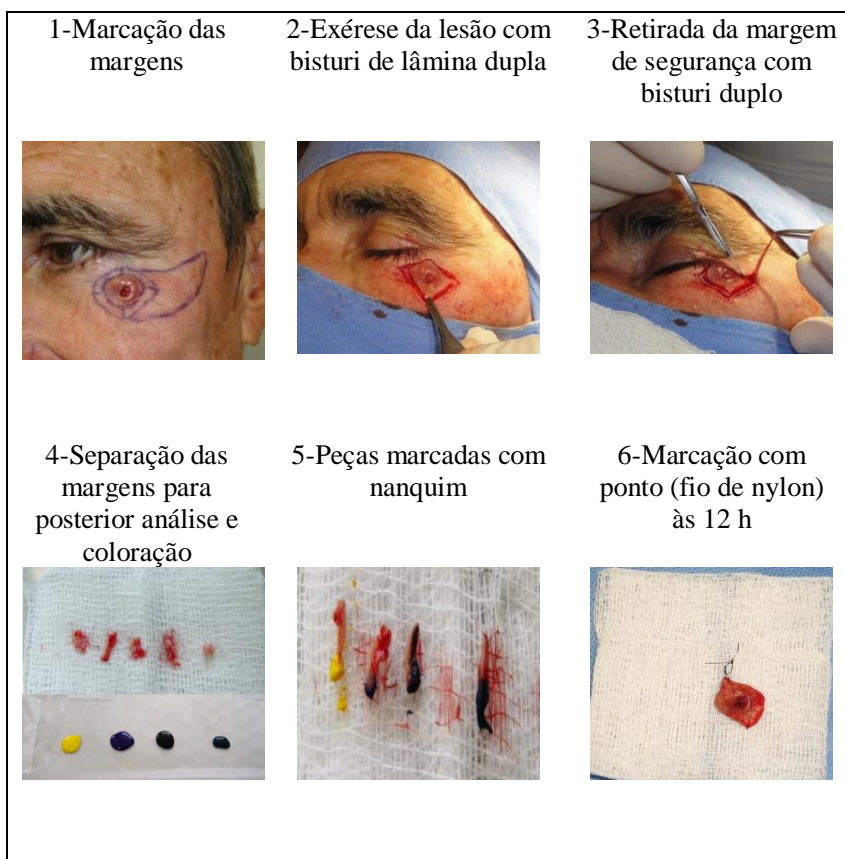 1-Marcação das
margens
2-Exérese da lesão com
bisturi de lâmina dupla
3-Retirada da margem
de segurança com
bisturi duplo
4-Separação das
margens para
posterior análise e
coloração
5-Peças marcadas com
nanquim
6-Marcação com
ponto (fio de nylon)
às 12 h